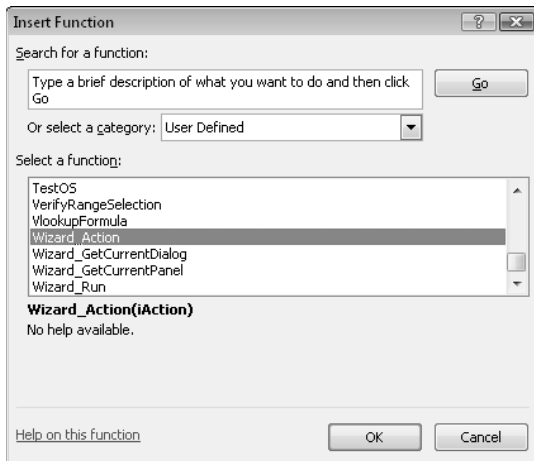 Insert Function
?
Search for a function:
Type a brief description of what you want to do and then click
Go
Go
Or select a category: User Defined
Select a function:
TestOS
VerifyRangeSelection
VlookupFormula
Wizard_Action
Wizard_GetCurrentDialog
Wizard_GetCurrentPanel
Wizard_Run
Wizard_Action(iAction)
No help available.
Help on this function
OK
Cancel